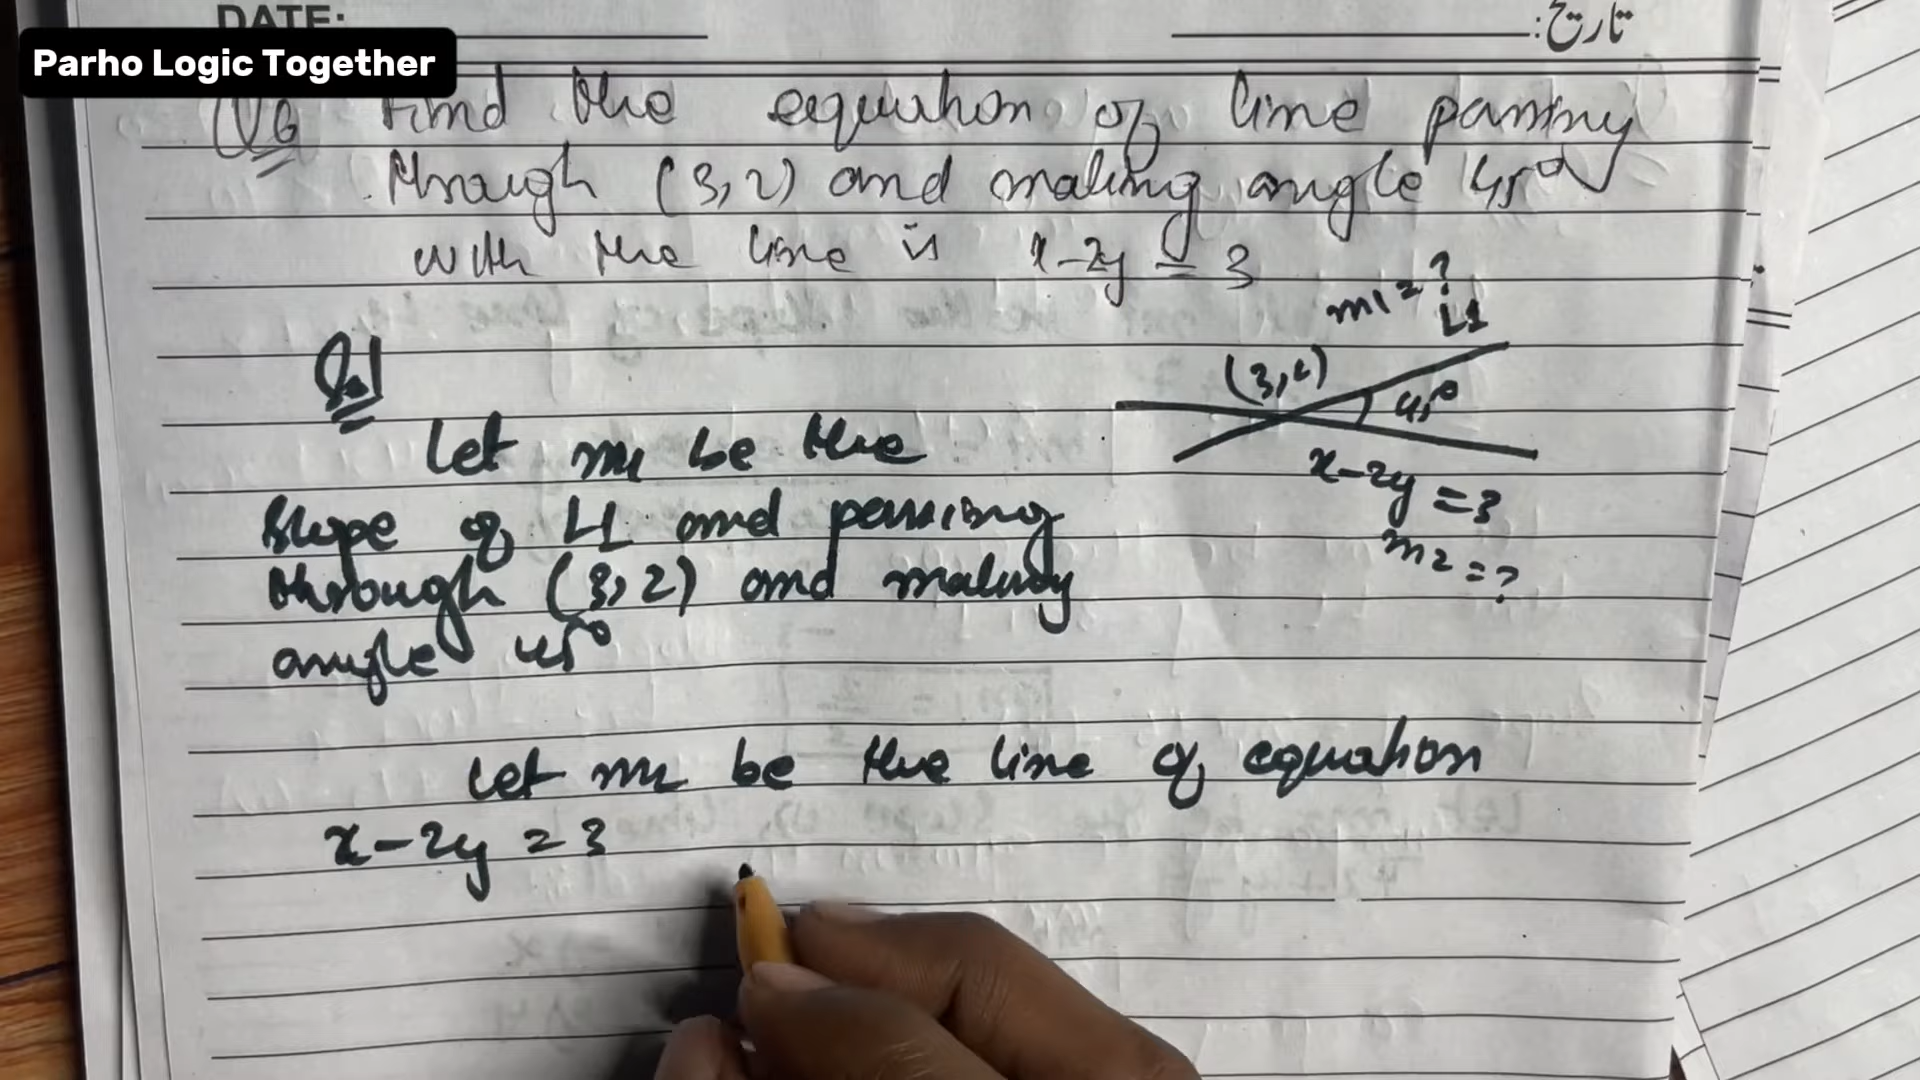 DATE:
تاریخ:
Parho Logic Together
Q6 Find the equation of line passing
through (3,2) and making angle 45°
with the line is x-2y = 3
m1 = ?
L1
(3,2)
45°
x-2y = 3
m2 = ?
Sol
Let m1 be the
slope of L1 and passing
through (3,2) and making
angle 45°
Let m2 be the line of equation
x-2y = 3